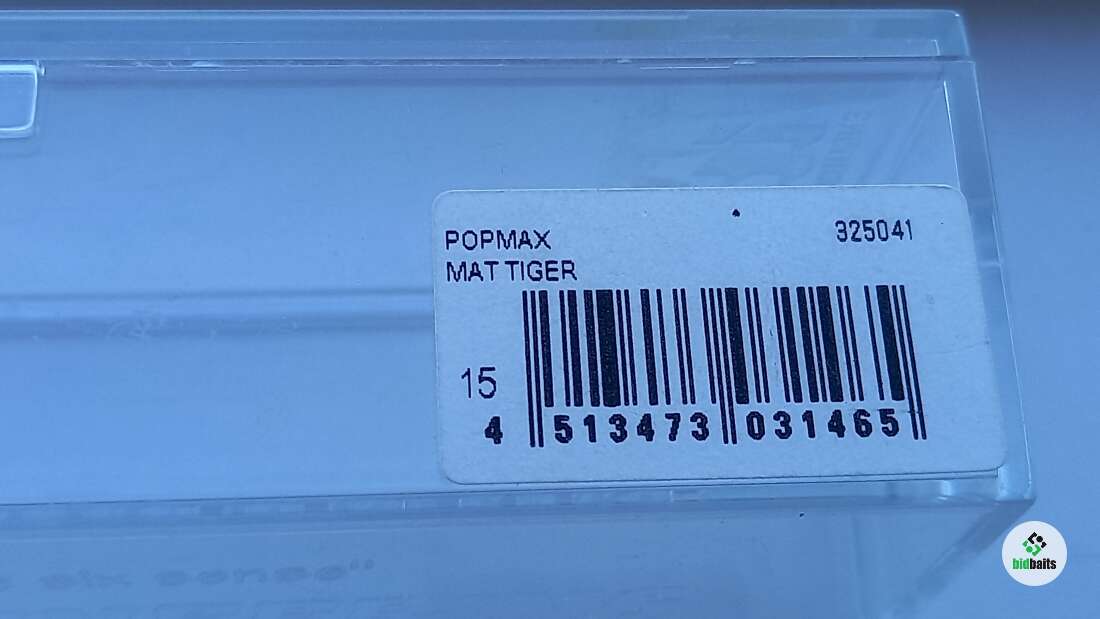 POPMAX
325041
MAT TIGER
15
4 513473 031465
bidbaits